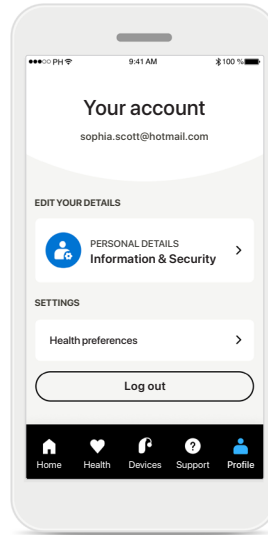 ●●●○○ PH 9:41 AM 100 %
Your account
sophia.scott@hotmail.com
EDIT YOUR DETAILS
PERSONAL DETAILS
Information & Security
SETTINGS
Health preferences
Log out
Home Health Devices Support Profile